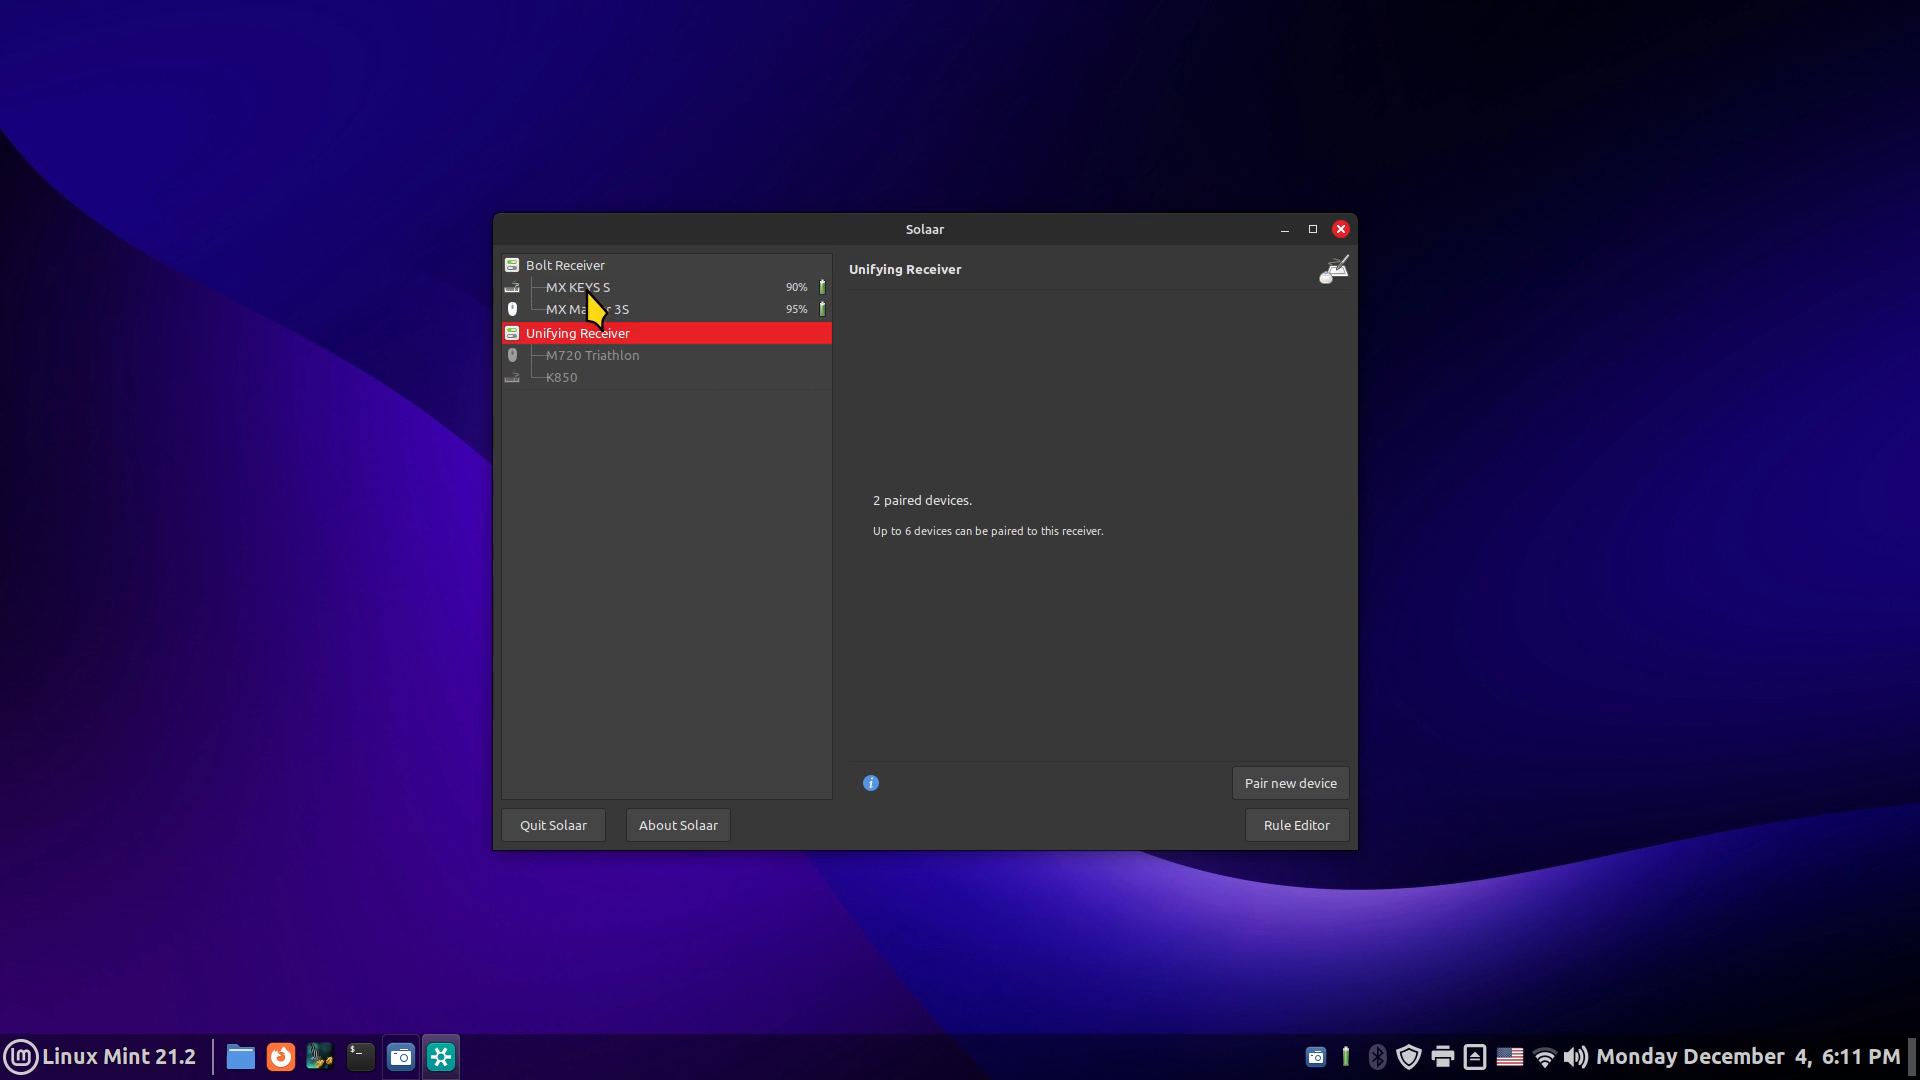 Solaar
Bolt Receiver
MX KEYS S 90%
MX Ma r 3S 95%
Unifying Receiver
M720 Triathlon
K850
Unifying Receiver
2 paired devices.
Up to 6 devices can be paired to this receiver.
Pair new device
Quit Solaar
About Solaar
Rule Editor
Linux Mint 21.2
Monday December 4, 6:11 PM